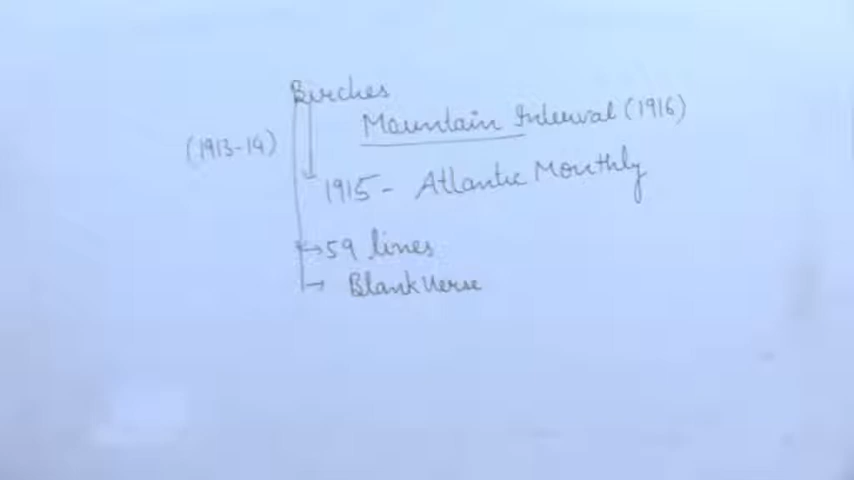 Birches
Mountain Interval (1916)
(1913-14)
1915 - Atlantic Monthly
→ 59 lines
→ Blank Verse